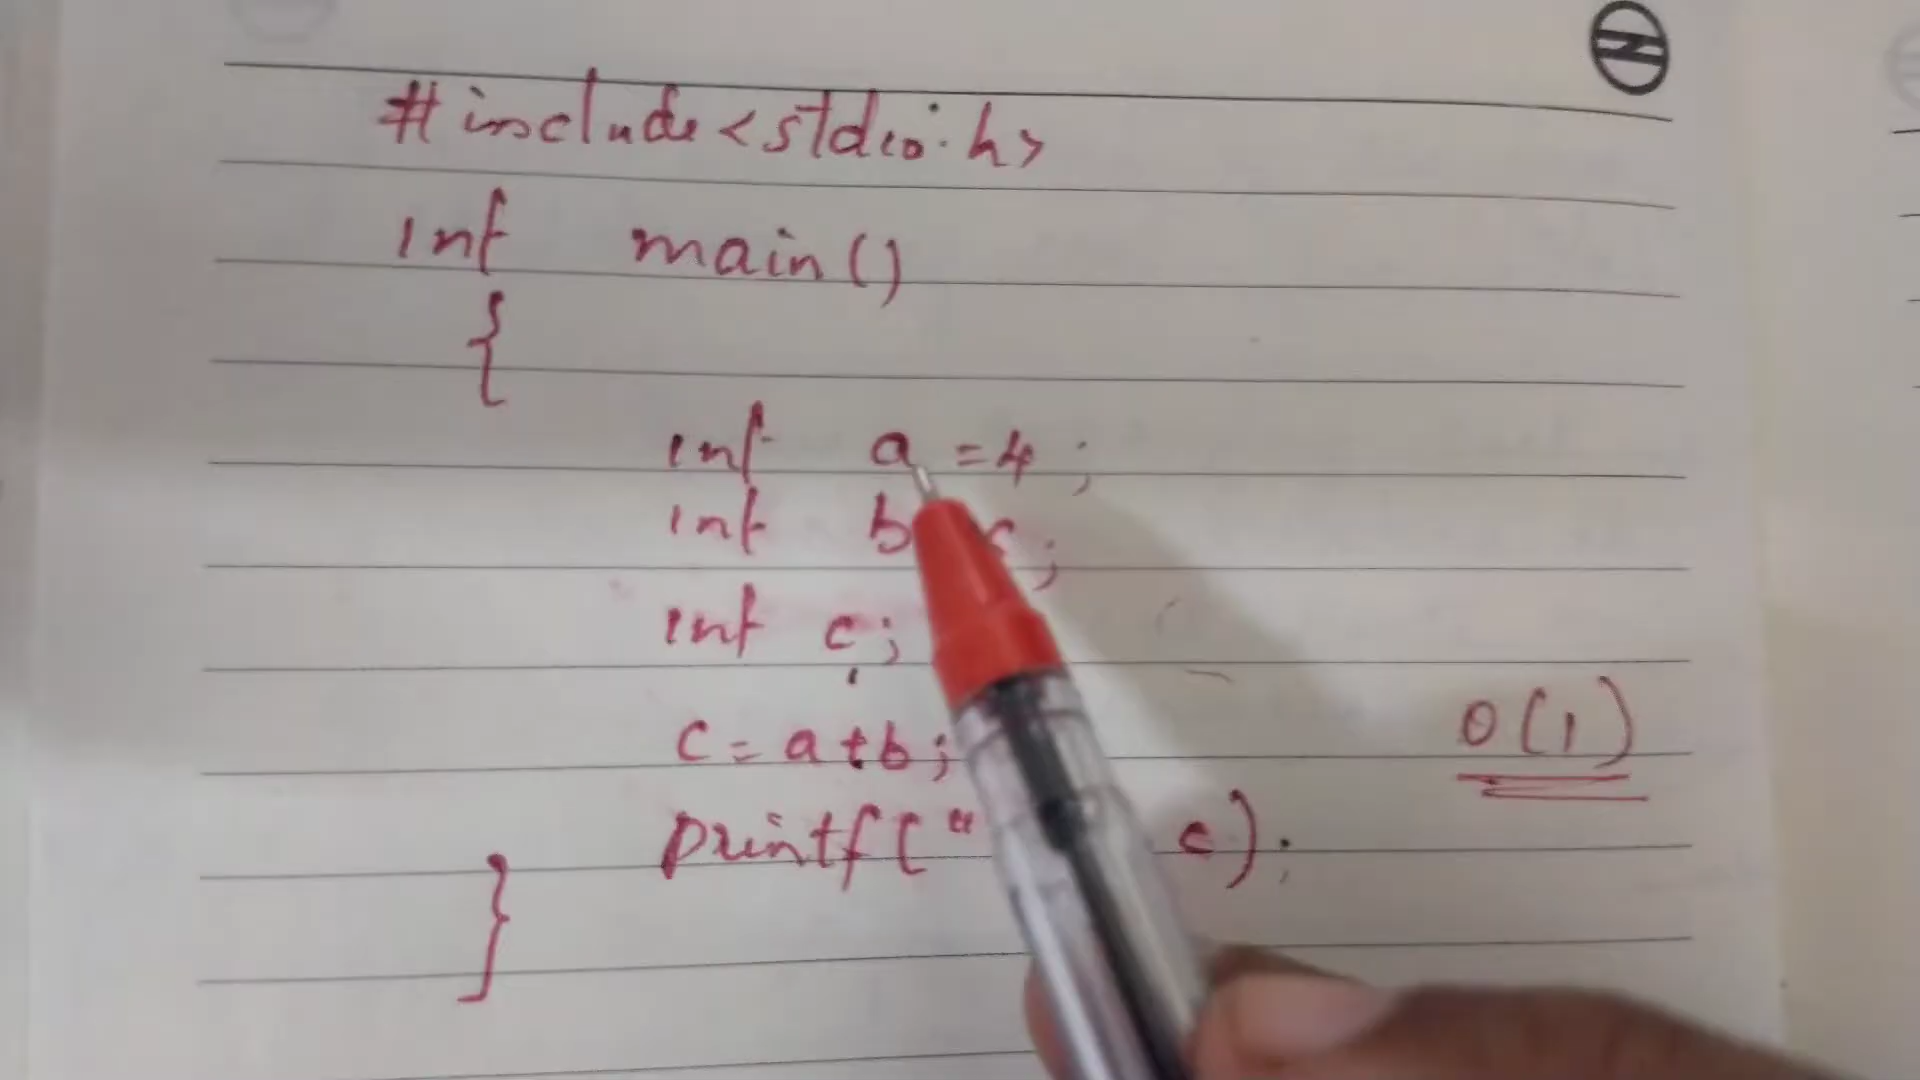 #include<stdio.h>
int main()
{
int a =4;
int b ;
int c;
c=a+b;
O(1)
printf(" c);
}